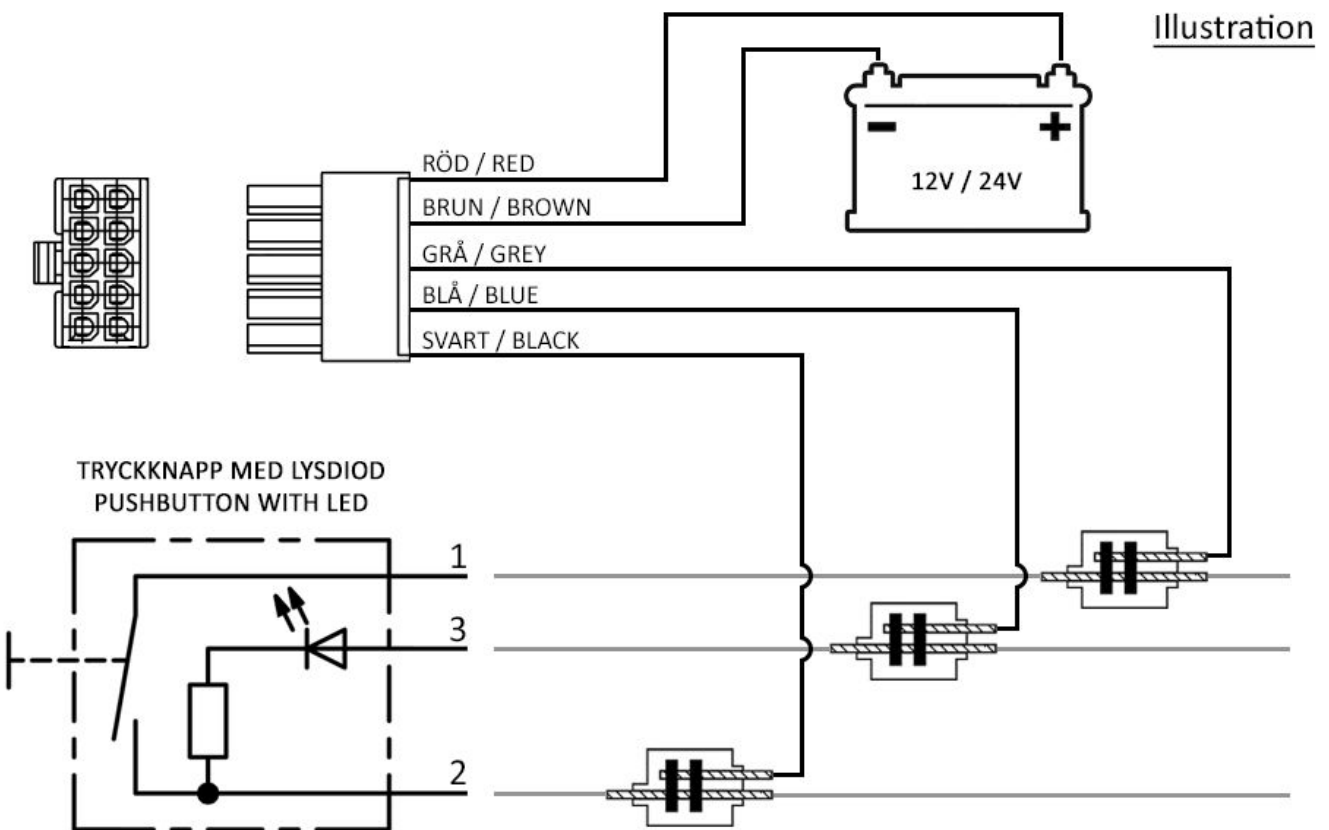 Illustration
RÖD / RED
BRUN / BROWN
GRÅ / GREY
BLÅ / BLUE
SVART / BLACK
− +
12V / 24V
TRYCKKNAPP MED LYSDIOD
PUSHBUTTON WITH LED
1
3
2